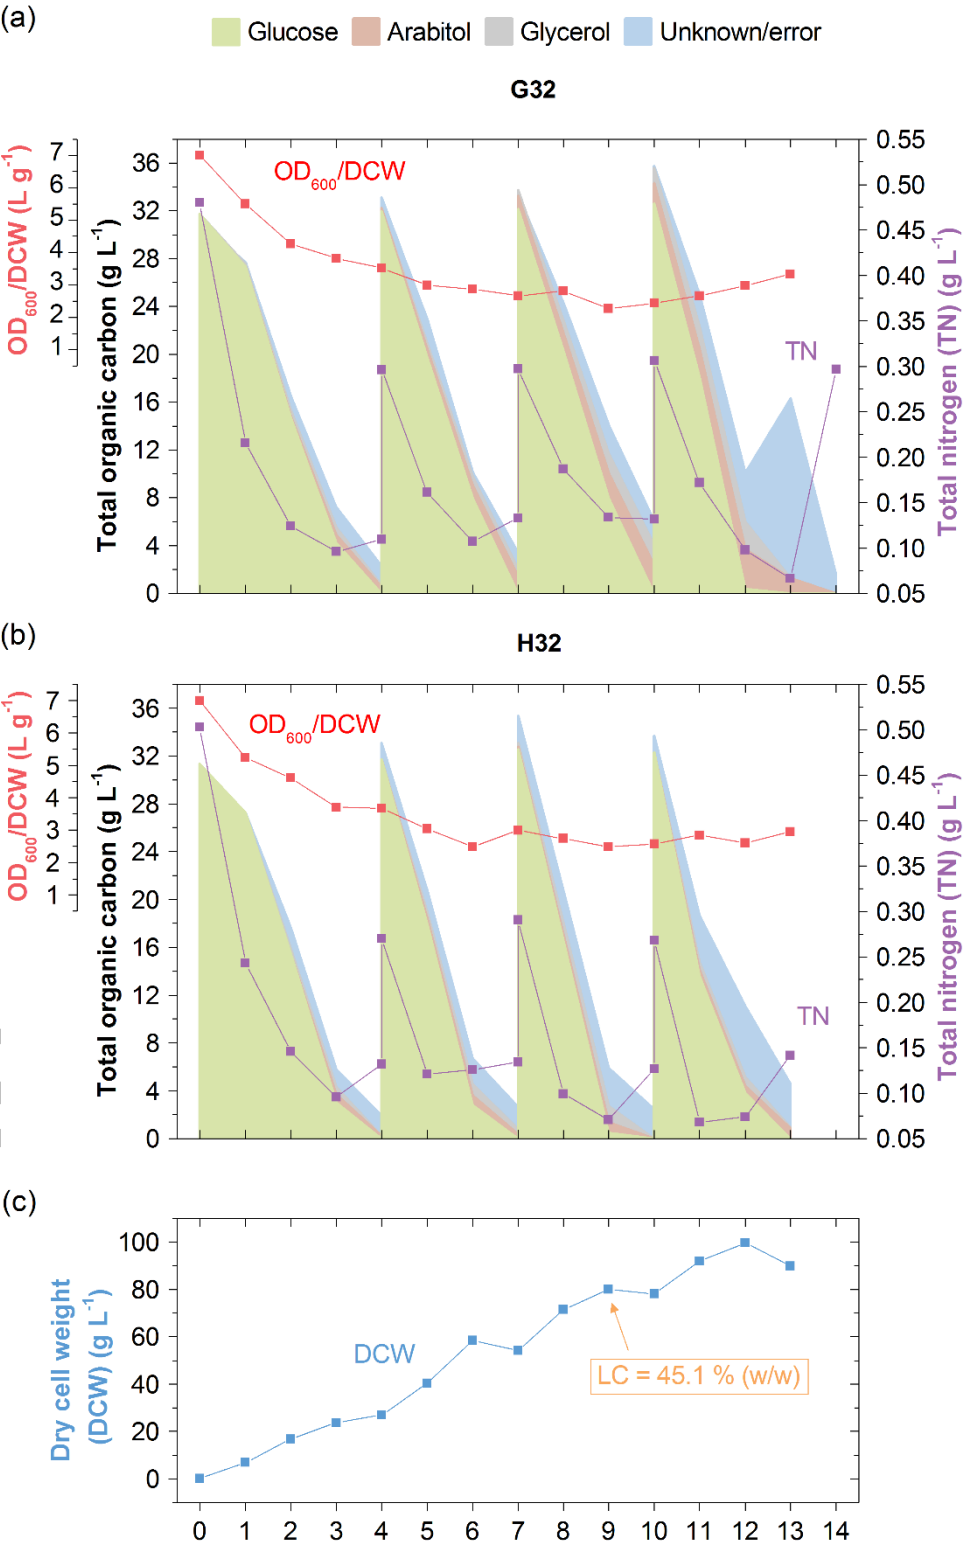 (a)
Glucose Arabitol Glycerol Unknown/error
G32
OD600/DCW (L g-1)
7
6
5
4
3
2
1
Total organic carbon (g L-1)
36
32
28
24
20
16
12
8
4
0
OD600/DCW
TN
0.55
0.50
0.45
0.40
0.35
0.30
0.25
0.20
0.15
0.10
0.05
Total nitrogen (TN) (g L-1)
(b)
H32
OD600/DCW (L g-1)
7
6
5
4
3
2
1
Total organic carbon (g L-1)
36
32
28
24
20
16
12
8
4
0
OD600/DCW
TN
0.55
0.50
0.45
0.40
0.35
0.30
0.25
0.20
0.15
0.10
0.05
Total nitrogen (TN) (g L-1)
(c)
Dry cell weight
(DCW) (g L-1)
100
80
60
40
20
0
DCW
LC = 45.1 % (w/w)
0 1 2 3 4 5 6 7 8 9 10 11 12 13 14